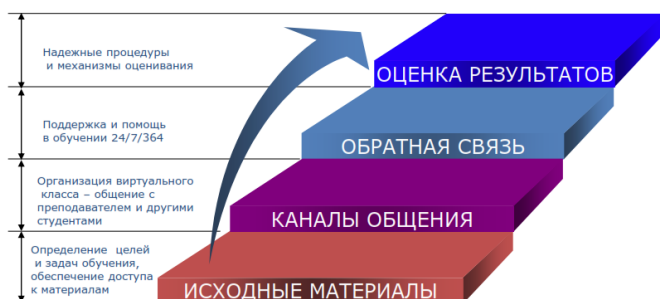 Надежные процедуры
и механизмы оценивания
ОЦЕНКА РЕЗУЛЬТАТОВ
Поддержка и помощь
в обучении 24/7/364
ОБРАТНАЯ СВЯЗЬ
Организация виртуального
класса – общение с
преподавателем и другими
студентами
КАНАЛЫ ОБЩЕНИЯ
Определение целей
и задач обучения,
обеспечение доступа
к материалам
ИСХОДНЫЕ МАТЕРИАЛЫ